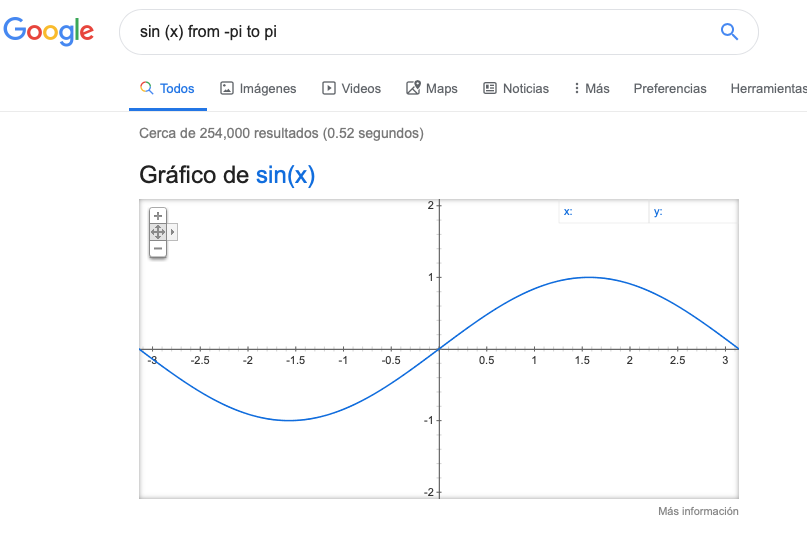 Google
sin (x) from -pi to pi
Todos Imágenes Videos Maps Noticias Más Preferencias Herramientas
Cerca de 254,000 resultados (0.52 segundos)
Gráfico de sin(x)
x: y:
2
1
-3 -2.5 -2 -1.5 -1 -0.5 0.5 1 1.5 2 2.5 3
-1
-2
Más información